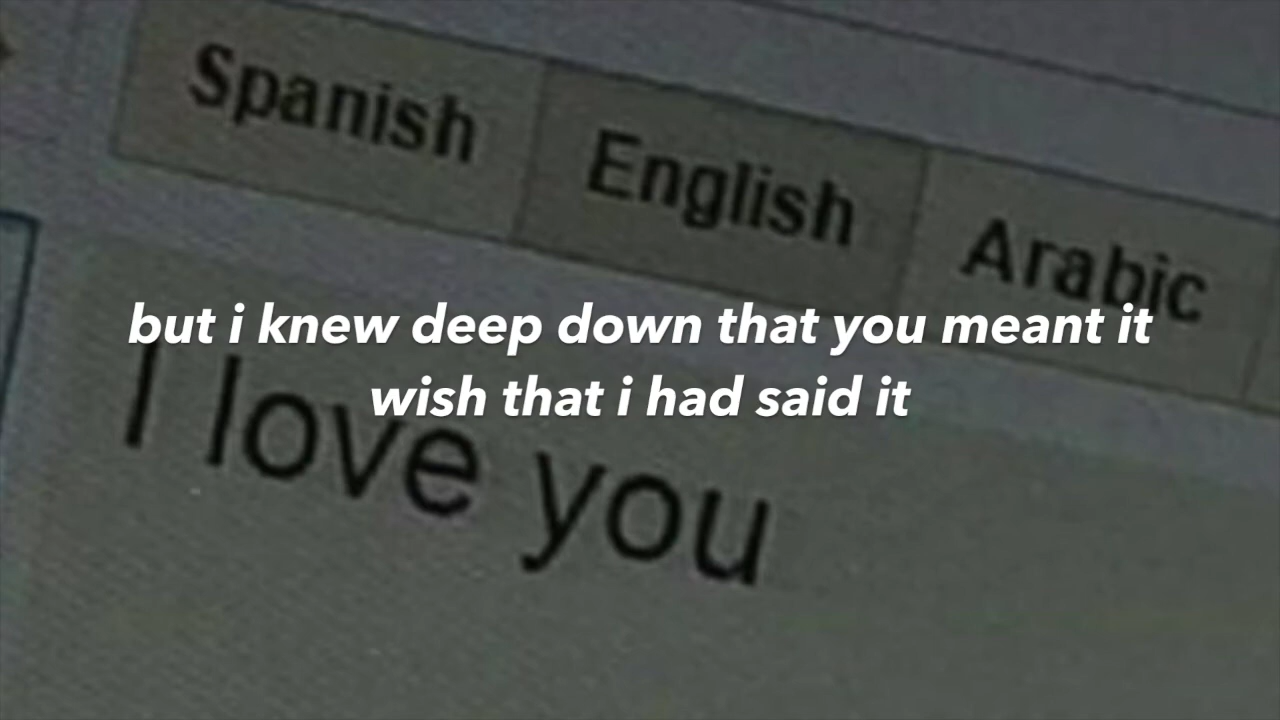 Spanish English Arabic
but i knew deep down that you meant it
wish that i had said it
I love you